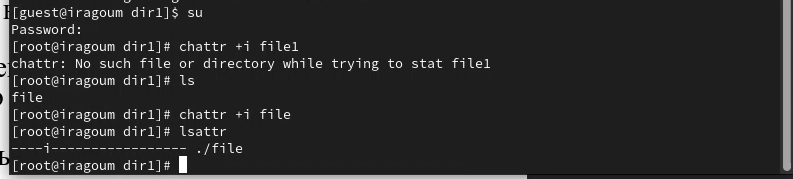 [guest@iragoum dir1]$ su
Password:
[root@iragoum dir1]# chattr +i file1
chattr: No such file or directory while trying to stat file1
[root@iragoum dir1]# ls
file
[root@iragoum dir1]# chattr +i file
[root@iragoum dir1]# lsattr
----i----------------- ./file
[root@iragoum dir1]#